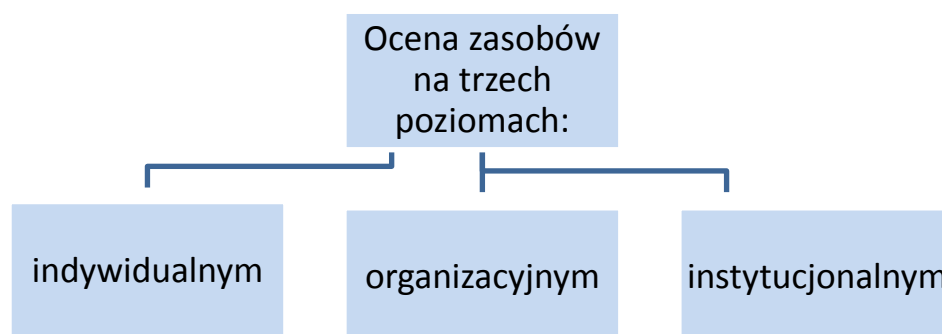 Ocena zasobów
na trzech
poziomach:
indywidualnym
organizacyjnym
instytucjonalnym